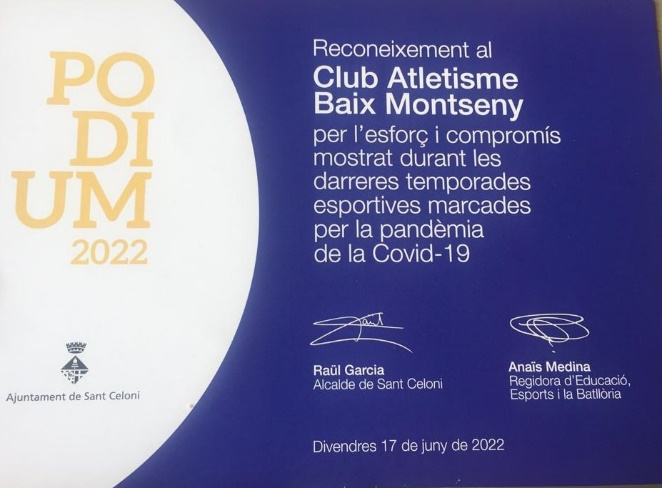 PO
DI
UM
2022
Ajuntament de Sant Celoni
Reconeixement al
Club Atletisme
Baix Montseny
per l'esforç i compromís
mostrat durant les
darreres temporades
esportives marcades
per la pandèmia
de la Covid-19
Raül Garcia
Alcalde de Sant Celoni
Anaïs Medina
Regidora d'Educació,
Esports i la Batllòria
Divendres 17 de juny de 2022